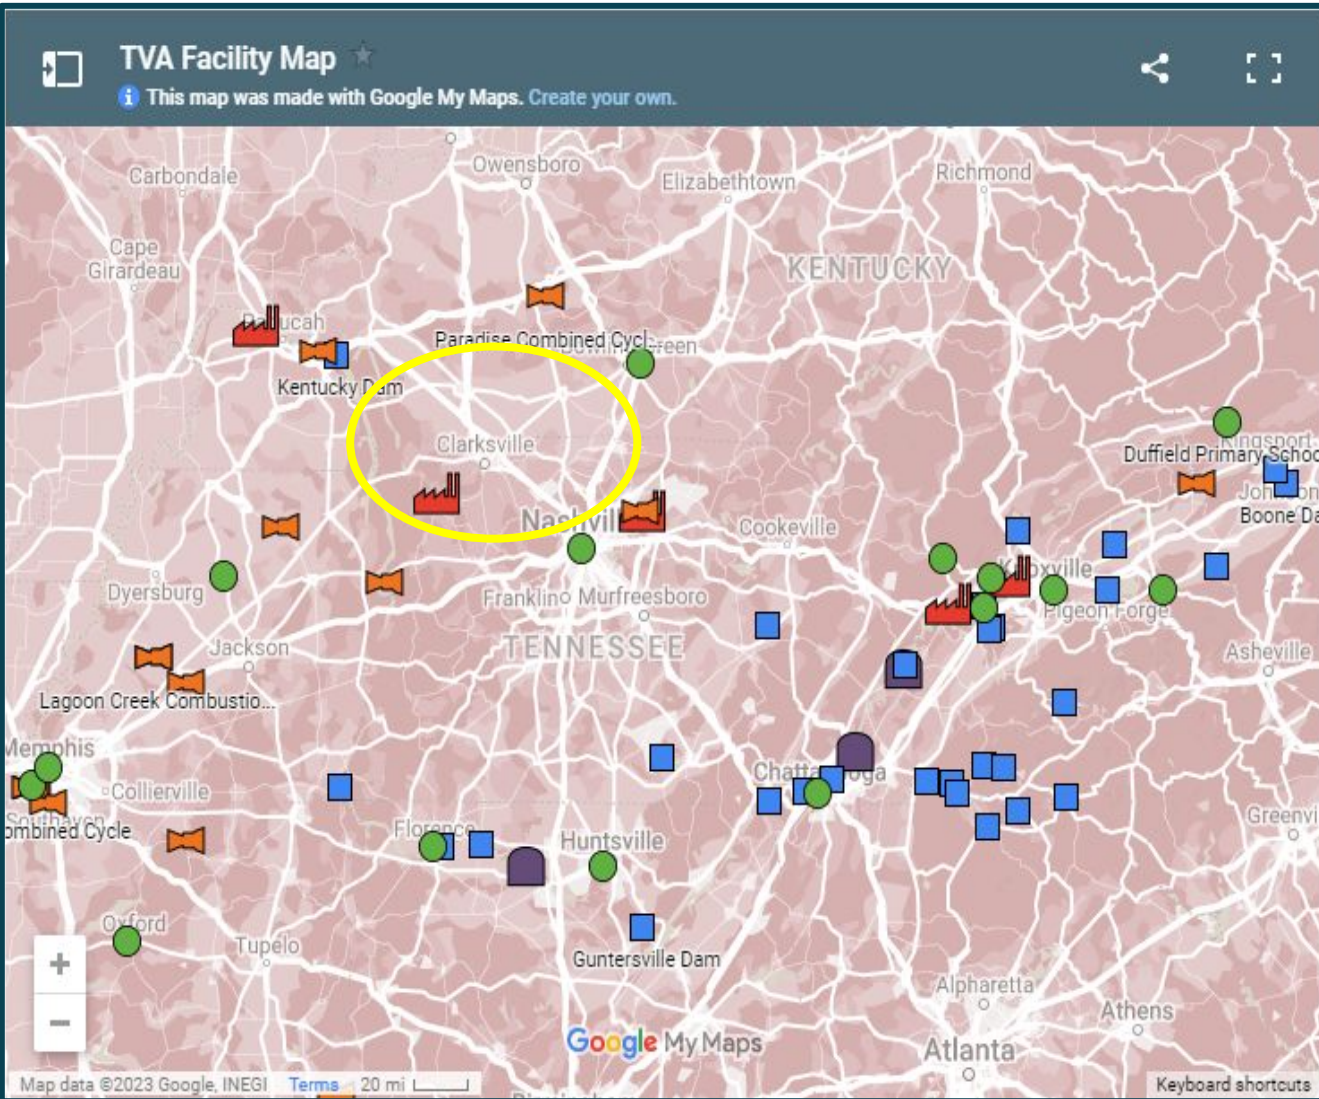 TVA Facility Map
This map was made with Google My Maps. Create your own.
Owensboro
Carbondale
Elizabethtown
Richmond
Cape
Girardeau
KENTUCKY
Paradise Combined Cycl...
Kentucky Dam
Clarksville
Kingsport
Duffield Primary Schoo
Boone Da
Cookeville
Knoxville
Dyersburg
Franklin
Murfreesboro
Pigeon Forge
TENNESSEE
Jackson
Asheville
Lagoon Creek Combustio...
Memphis
Chattanooga
Collierville
Southaven
ombined Cycle
Florence
Huntsville
Greenvi
Oxford
Tupelo
Guntersville Dam
Alpharetta
Athens
Google My Maps
Atlanta
Map data ©2023 Google, INEGI
Terms
20 mi
Keyboard shortcuts